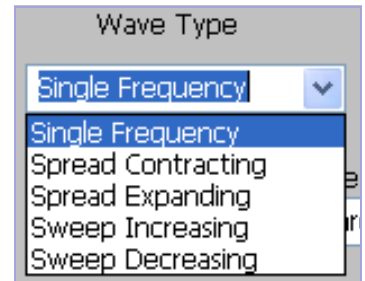 Wave Type
Single Frequency
Single Frequency
Spread Contracting
Spread Expanding
Sweep Increasing
Sweep Decreasing